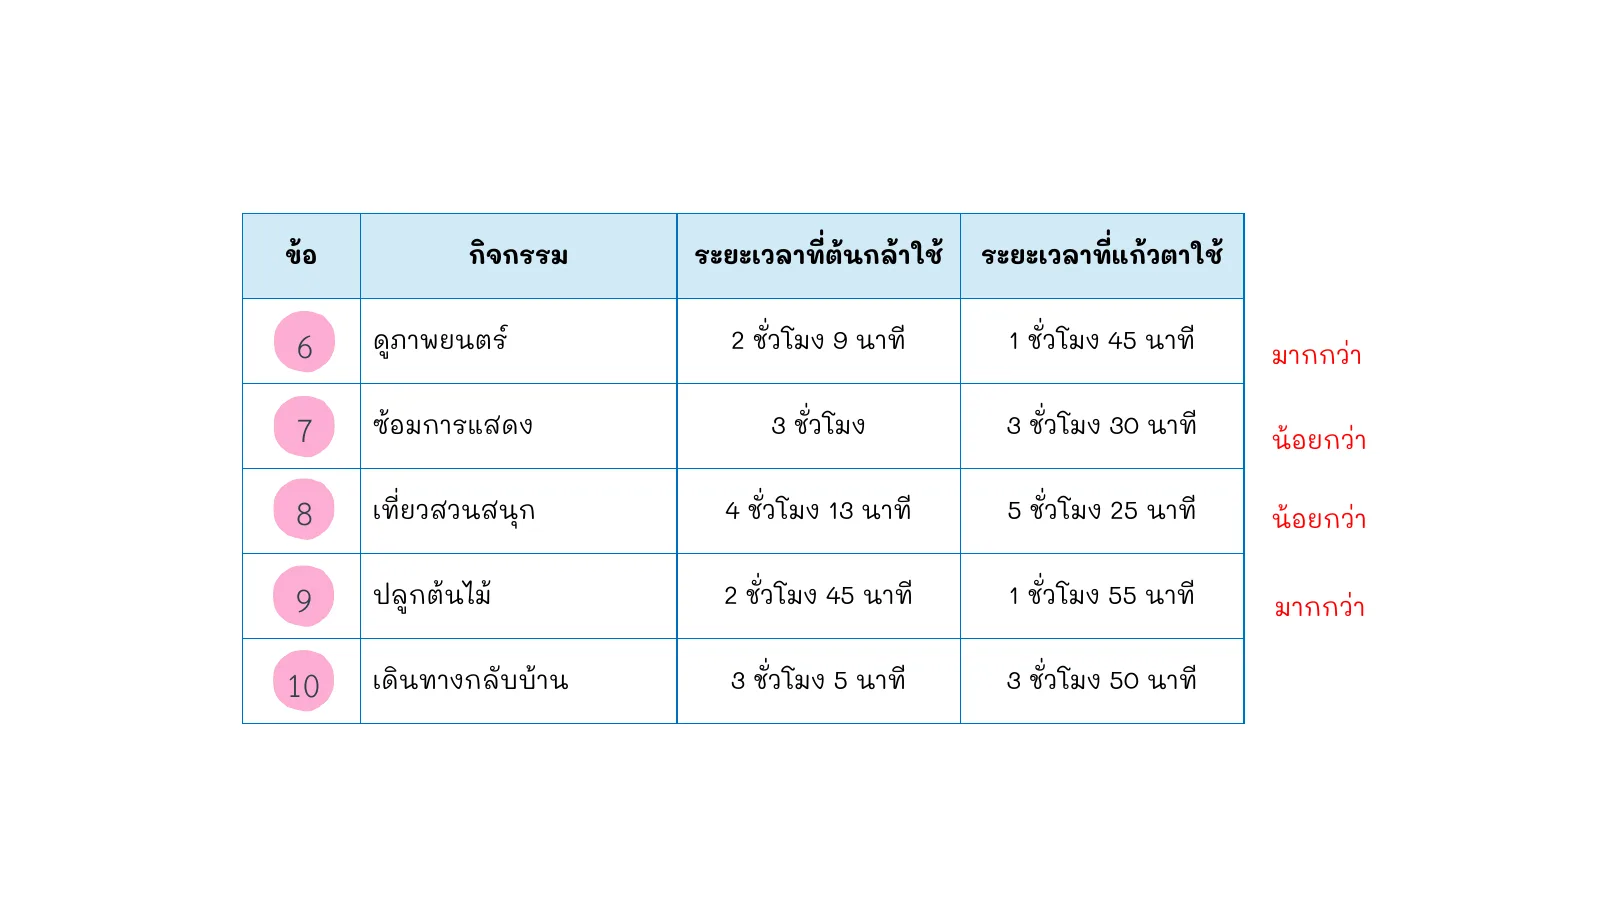 ข้อ กิจกรรม ระยะเวลาที่ต้นกล้าใช้ ระยะเวลาที่แก้วตาใช้
6 ดูภาพยนตร์ 2 ชั่วโมง 9 นาที 1 ชั่วโมง 45 นาที มากกว่า
7 ซ้อมการแสดง 3 ชั่วโมง 3 ชั่วโมง 30 นาที น้อยกว่า
8 เที่ยวสวนสนุก 4 ชั่วโมง 13 นาที 5 ชั่วโมง 25 นาที น้อยกว่า
9 ปลูกต้นไม้ 2 ชั่วโมง 45 นาที 1 ชั่วโมง 55 นาที มากกว่า
10 เดินทางกลับบ้าน 3 ชั่วโมง 5 นาที 3 ชั่วโมง 50 นาที